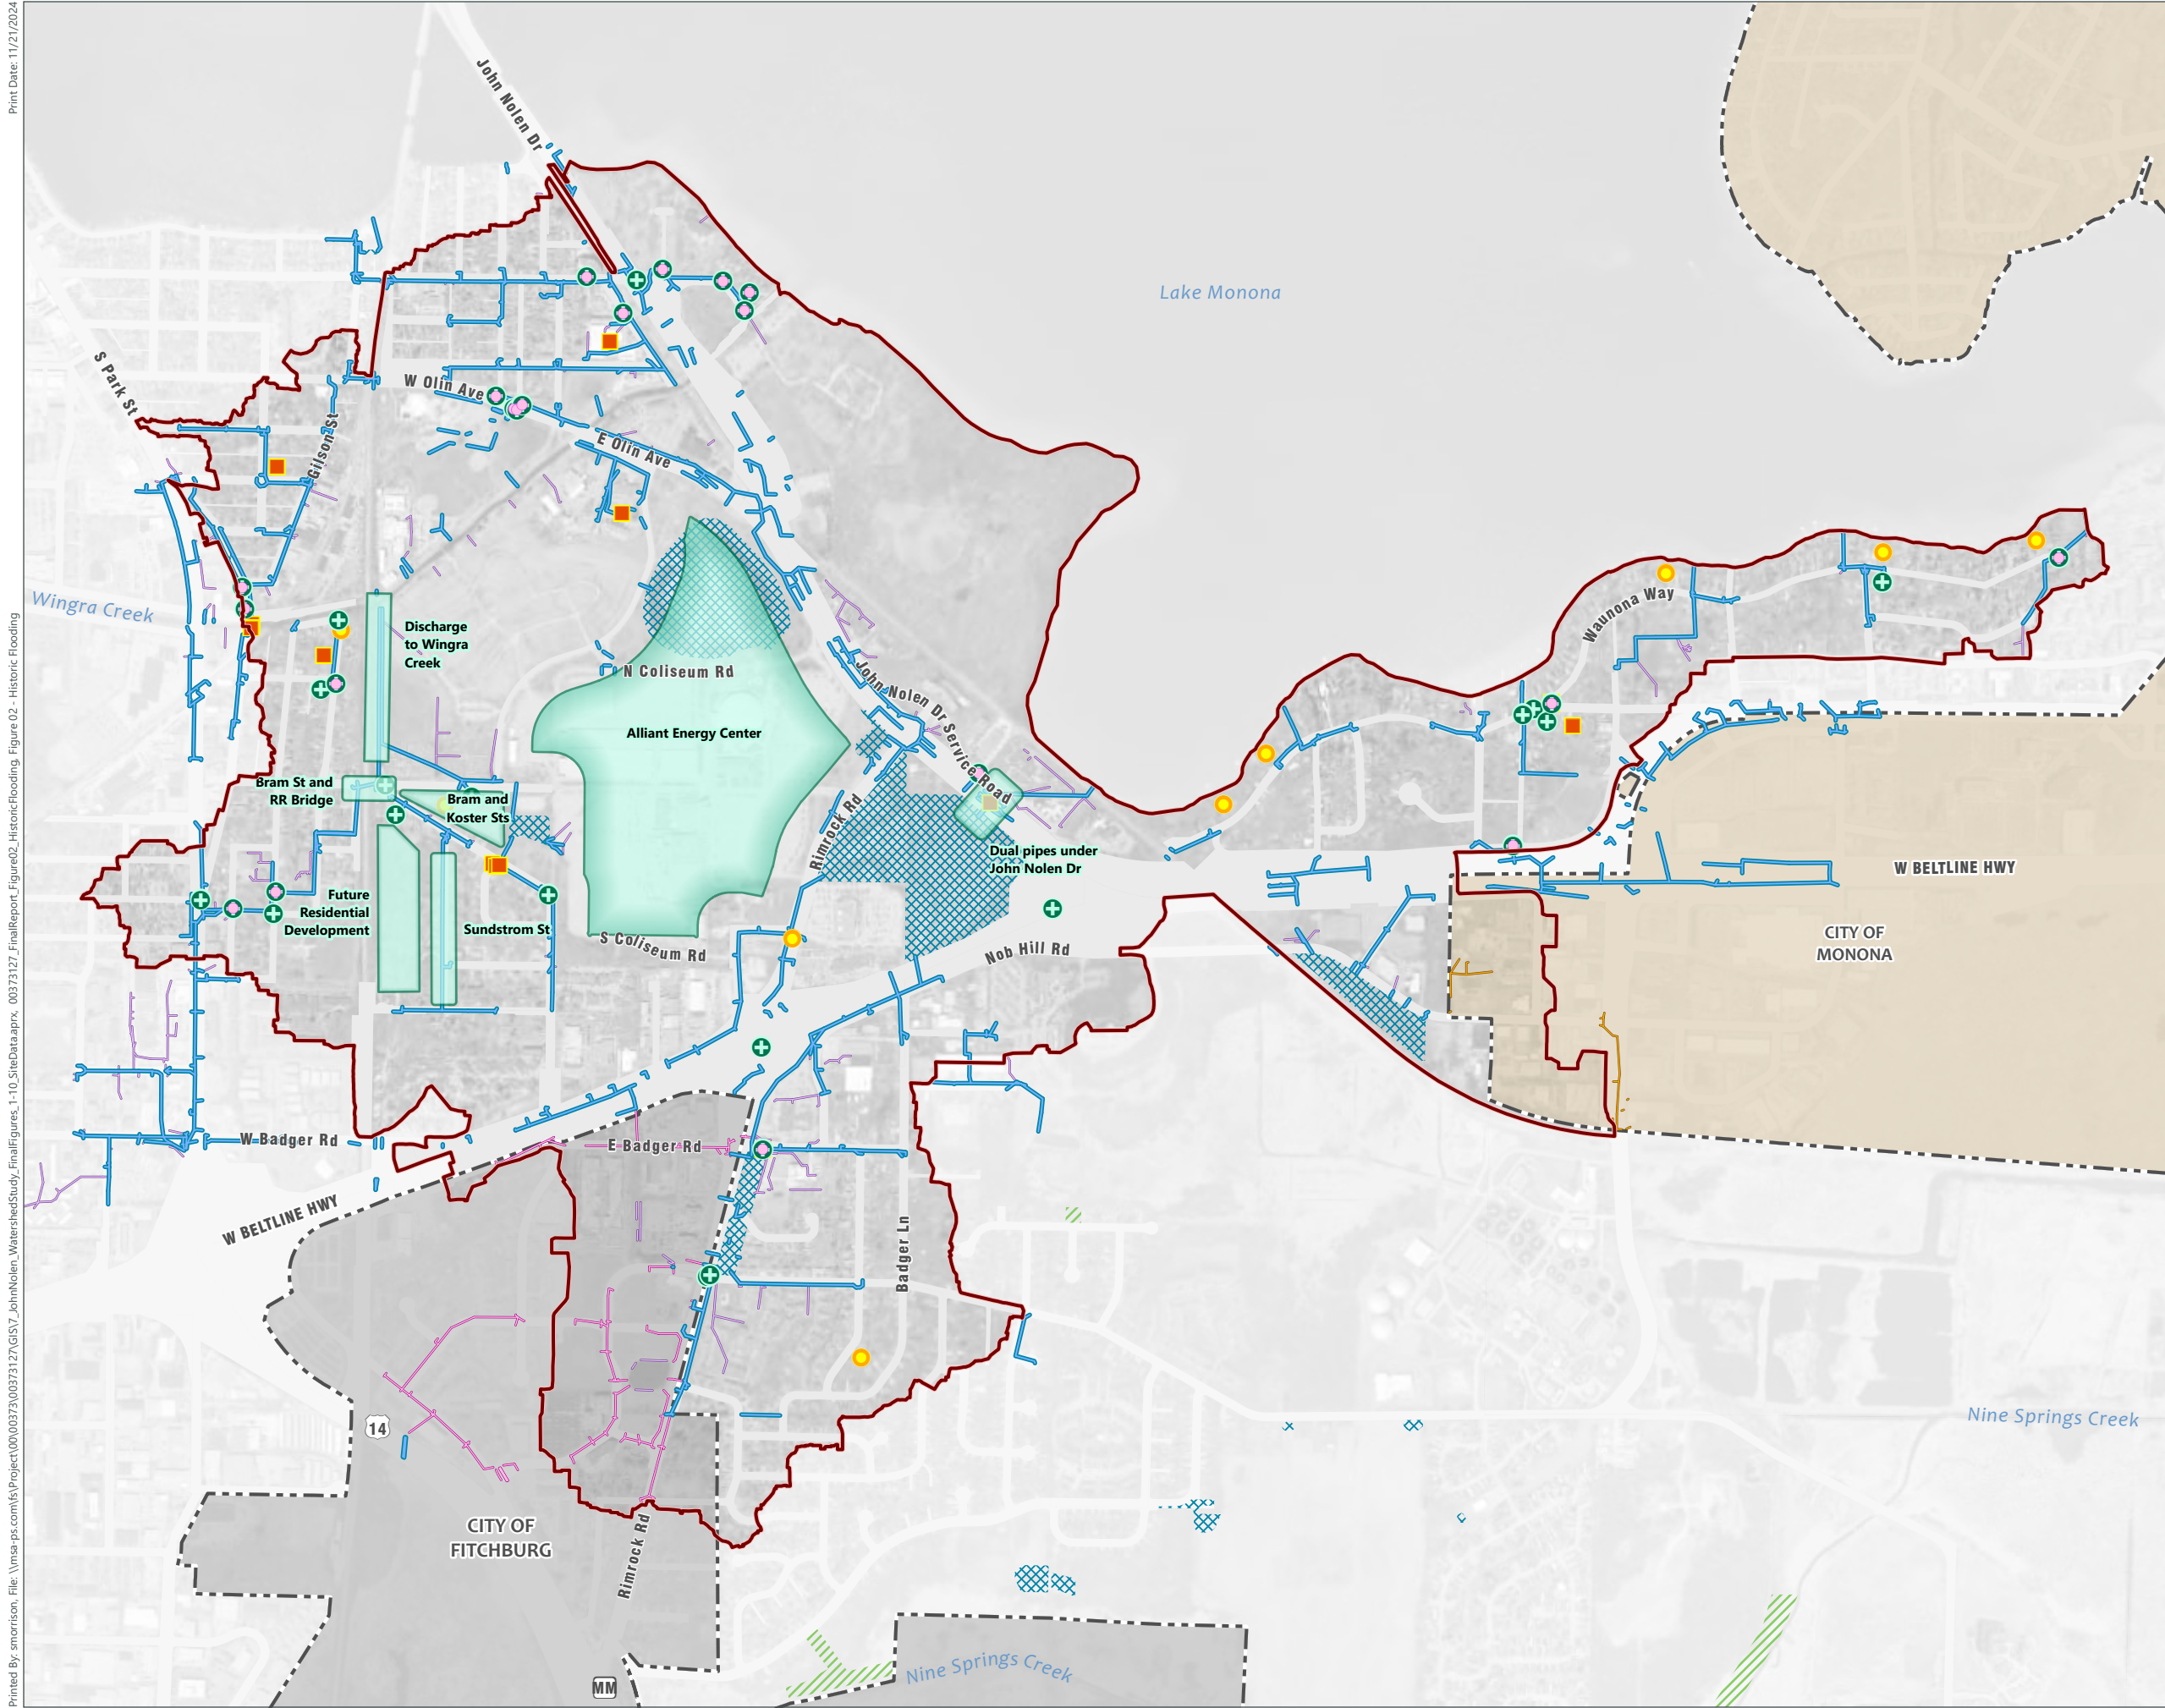 Print Date: 11/21/2024
Printed By: smorrison, File: \\msa-ps.com\fs\Project\00\00373\00373127\GIS\7_JohnNolen_WatershedStudy_FinalFigures_1-10_SiteDataaprx, 00373127_FinalReport_Figure02_HistoricFlooding, Figure 02 - Historic Flooding
John Nolen Dr
Lake Monona
S Park St
W Olin Ave
Gilson St
E Olin Ave
Wingra Creek
Waunona Way
Discharge
to Wingra
Creek
N Coliseum Rd
John Nolen Dr Service Road
Alliant Energy Center
Bram St and
RR Bridge
Bram and
Koster Sts
Rimrock Rd
Dual pipes under
John Nolen Dr
W BELTLINE HWY
Future
Residential
Development
Sundstrom St
S Coliseum Rd
Nob Hill Rd
CITY OF
MONONA
W Badger Rd
E Badger Rd
W BELTLINE HWY
Badger Ln
14
Nine Springs Creek
CITY OF
FITCHBURG
Rimrock Rd
Nine Springs Creek
MM